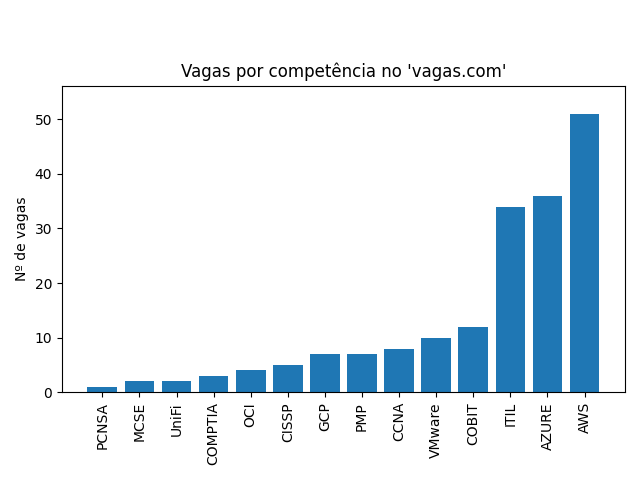 Vagas por competência no 'vagas.com'
Nº de vagas
50
40
30
20
10
0
PCNSA
MCSE
UniFi
COMPTIA
OCI
CISSP
GCP
PMP
CCNA
VMware
COBIT
ITIL
AZURE
AWS